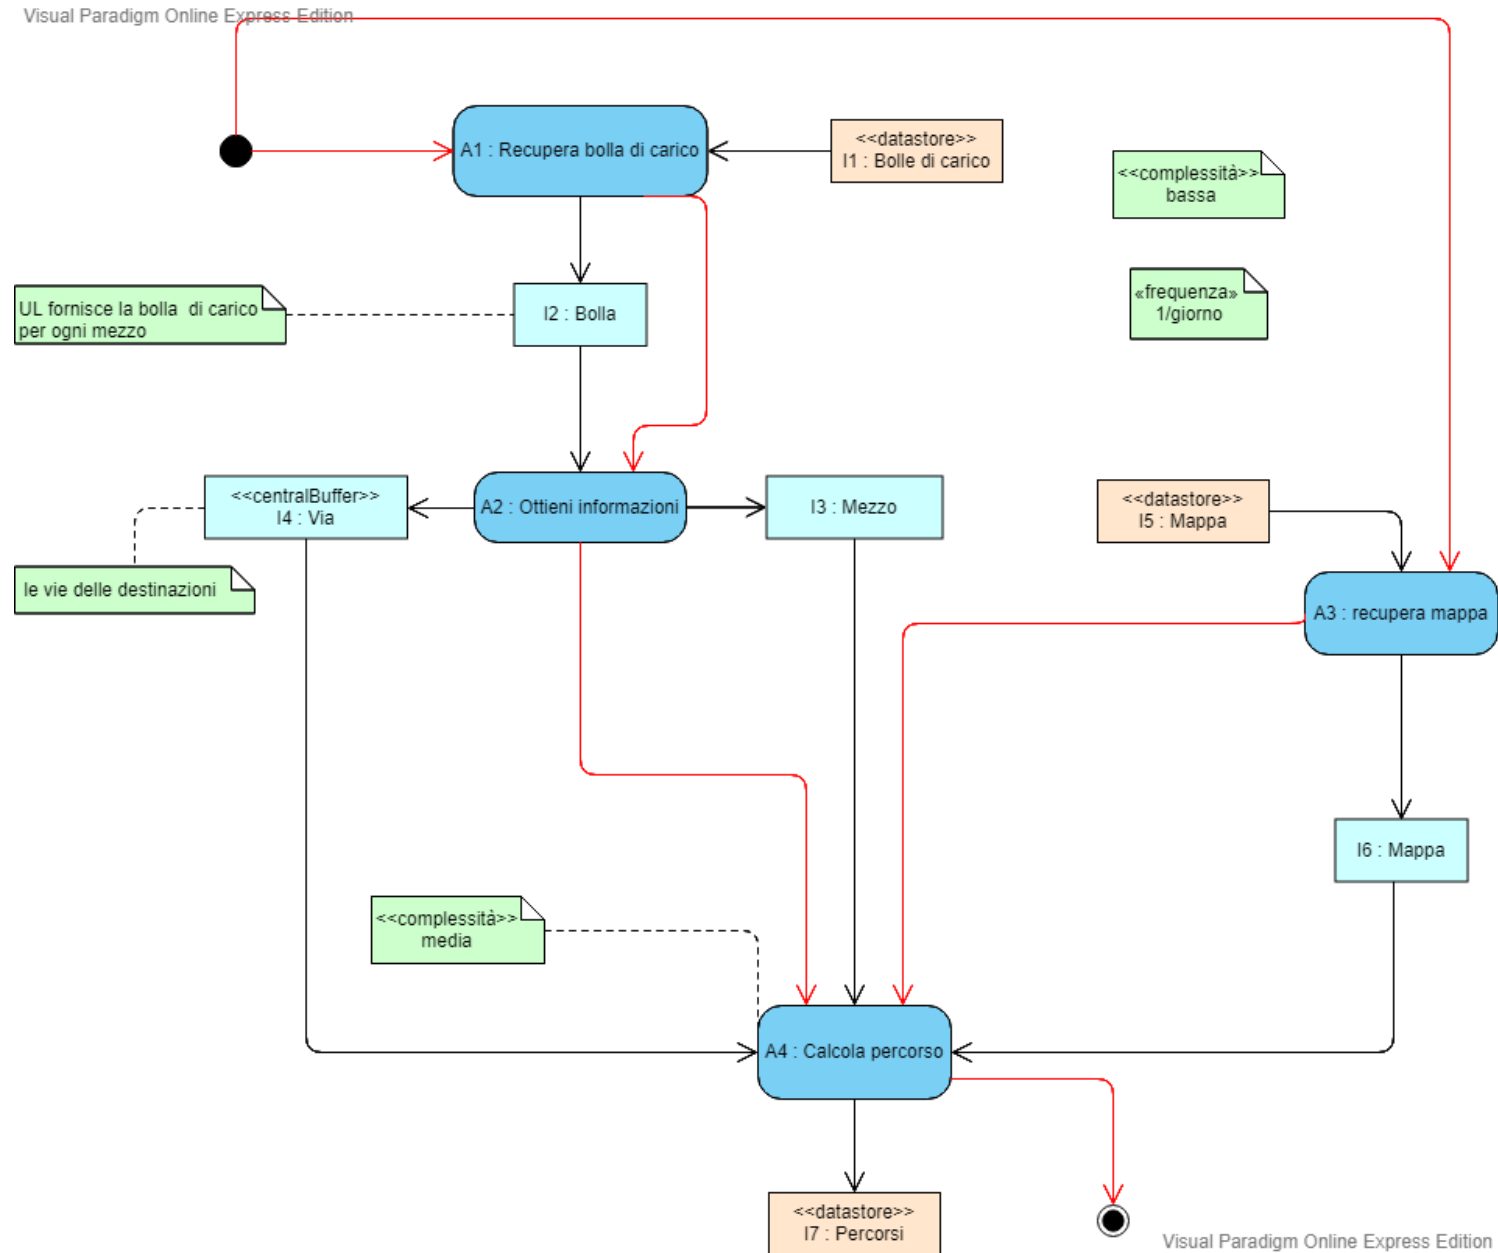 Visual Paradigm Online Express Edition
A1 : Recupera bolla di carico
<<datastore>>
I1 : Bolle di carico
<<complessità>>
bassa
«frequenza»
1/giorno
UL fornisce la bolla  di carico
per ogni mezzo
I2 : Bolla
<<centralBuffer>>
I4 : Via
A2 : Ottieni informazioni
I3 : Mezzo
<<datastore>>
I5 : Mappa
le vie delle destinazioni
A3 : recupera mappa
I6 : Mappa
<<complessità>>
media
A4 : Calcola percorso
<<datastore>>
I7 : Percorsi
Visual Paradigm Online Express Edition